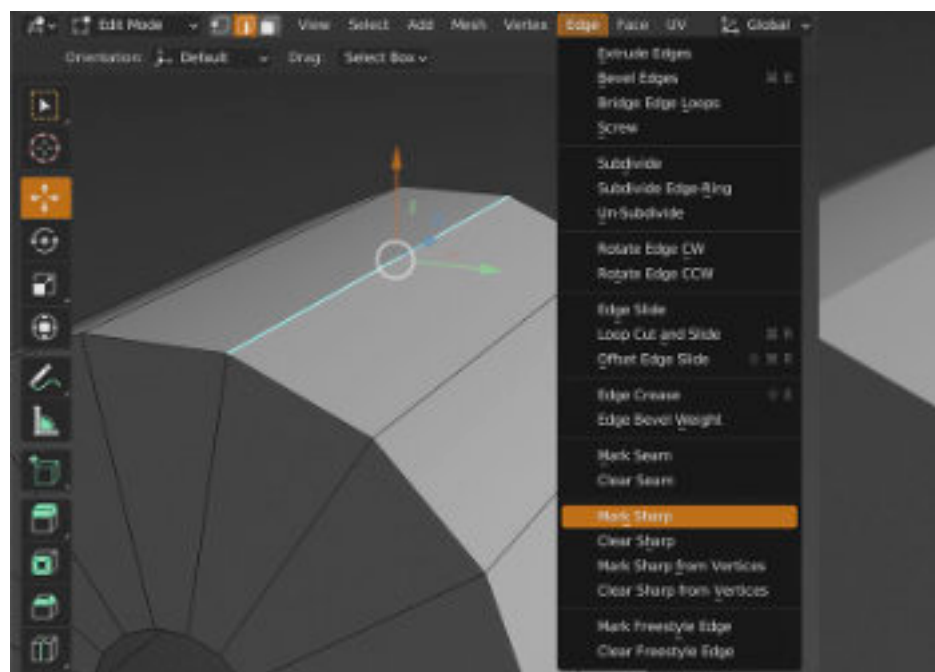 Edit Mode View Select Add Mesh Vertex Edge Face UV Global
Orientation: Default Drag: Select Box
Extrude Edges
Bevel Edges ⌘ B
Bridge Edge Loops
Screw
Subdivide
Subdivide Edge-Ring
Un-Subdivide
Rotate Edge CW
Rotate Edge CCW
Edge Slide
Loop Cut and Slide ⌘ R
Offset Edge Slide
Edge Crease
Edge Bevel Weight
Mark Seam
Clear Seam
Mark Sharp
Clear Sharp
Mark Sharp from Vertices
Clear Sharp from Vertices
Mark Freestyle Edge
Clear Freestyle Edge